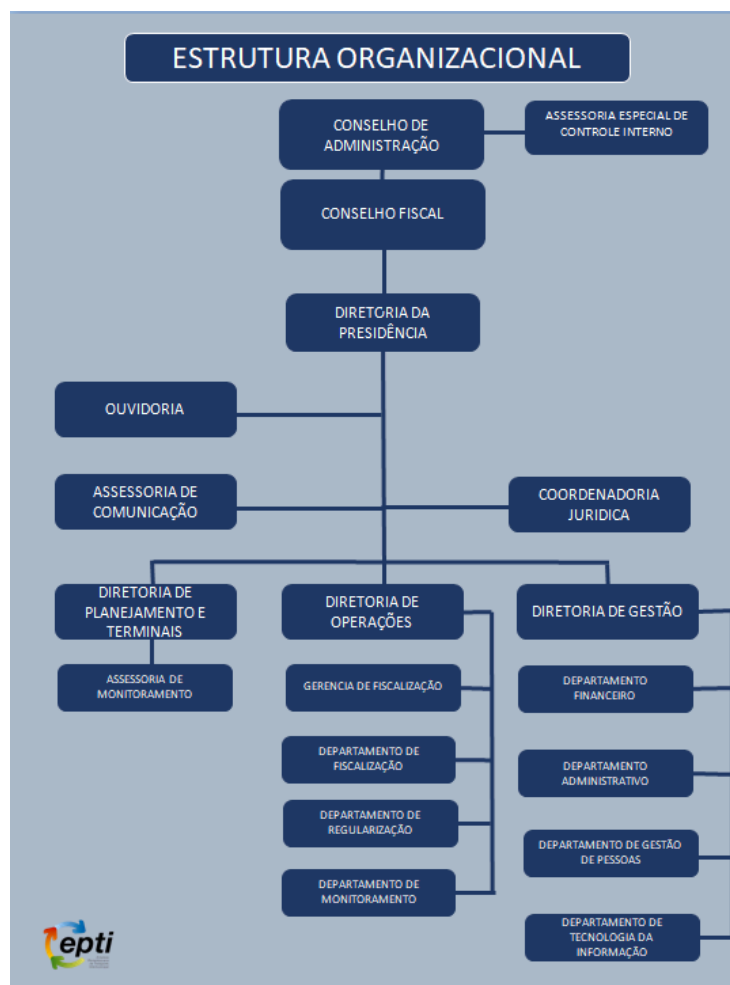 ESTRUTURA ORGANIZACIONAL
CONSELHO DE
ADMINISTRAÇÃO
ASSESSORIA ESPECIAL DE
CONTROLE INTERNO
CONSELHO FISCAL
DIRETORIA DA
PRESIDÊNCIA
OUVIDORIA
ASSESSORIA DE
COMUNICAÇÃO
COORDENADORIA
JURIDICA
DIRETORIA DE
PLANEJAMENTO E
TERMINAIS
ASSESSORIA DE
MONITORAMENTO
DIRETORIA DE
OPERAÇÕES
GERENCIA DE FISCALIZAÇÃO
DEPARTAMENTO DE
FISCALIZAÇÃO
DEPARTAMENTO DE
REGULARIZAÇÃO
DEPARTAMENTO DE
MONITORAMENTO
DIRETORIA DE GESTÃO
DEPARTAMENTO
FINANCEIRO
DEPARTAMENTO
ADMINISTRATIVO
DEPARTAMENTO DE GESTÃO
DE PESSOAS
DEPARTAMENTO DE
TECNOLOGIA DA
INFORMAÇÃO
epti